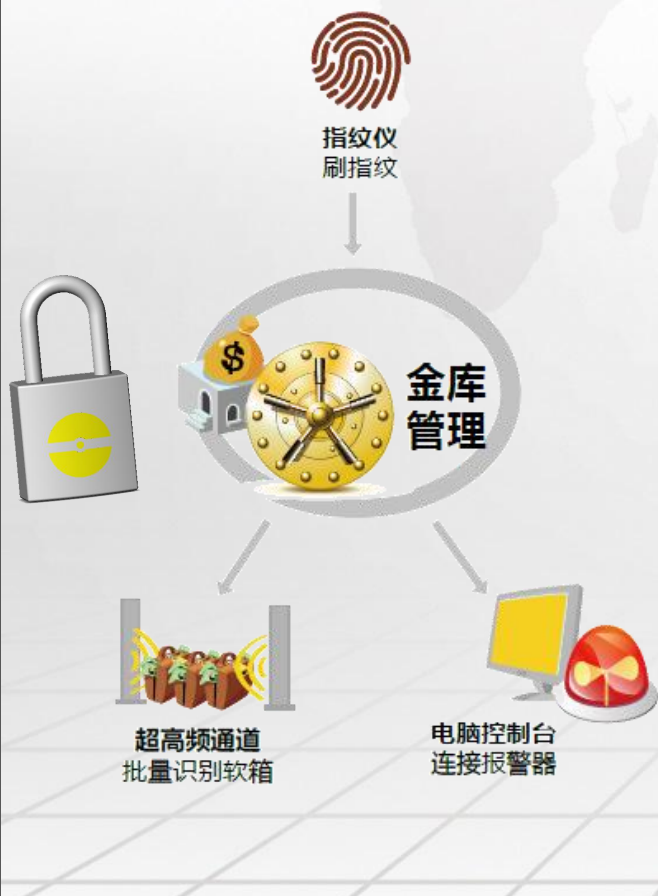 指纹仪
刷指纹
$
金库
管理
超高频通道
批量识别软箱
电脑控制台
连接报警器